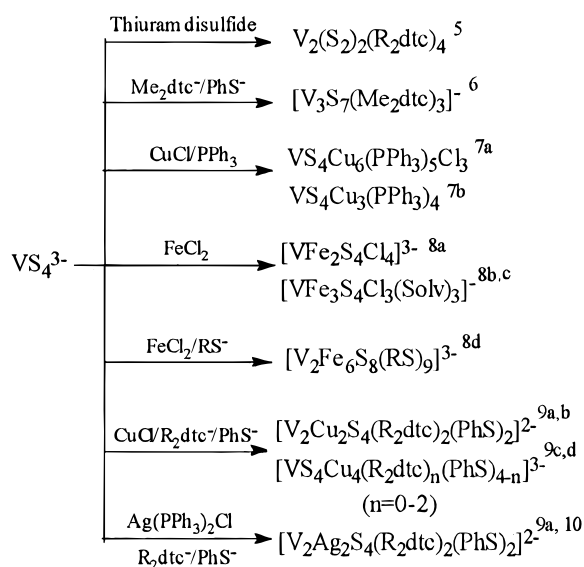 Thiuram disulfide
V₂(S₂)₂(R₂dtc)₄ ⁵
Me₂dtc⁻/PhS⁻
[V₃S₇(Me₂dtc)₃]⁻ ⁶
CuCl/PPh₃
VS₄Cu₆(PPh₃)₅Cl₃ ⁷ᵃ
VS₄Cu₃(PPh₃)₄ ⁷ᵇ
VS₄³⁻
FeCl₂
[VFe₂S₄Cl₄]³⁻ ⁸ᵃ
[VFe₃S₄Cl₃(Solv)₃]⁻ ⁸ᵇ,ᶜ
FeCl₂/RS⁻
[V₂Fe₆S₈(RS)₉]³⁻ ⁸ᵈ
CuCl/R₂dtc⁻/PhS⁻
[V₂Cu₂S₄(R₂dtc)₂(PhS)₂]²⁻ ⁹ᵃ,ᵇ
[VS₄Cu₄(R₂dtc)ₙ(PhS)₄₋ₙ]³⁻ ⁹ᶜ,ᵈ
(n=0-2)
Ag(PPh₃)₂Cl
R₂dtc⁻/PhS⁻
[V₂Ag₂S₄(R₂dtc)₂(PhS)₂]²⁻ ⁹ᵃ, ¹⁰